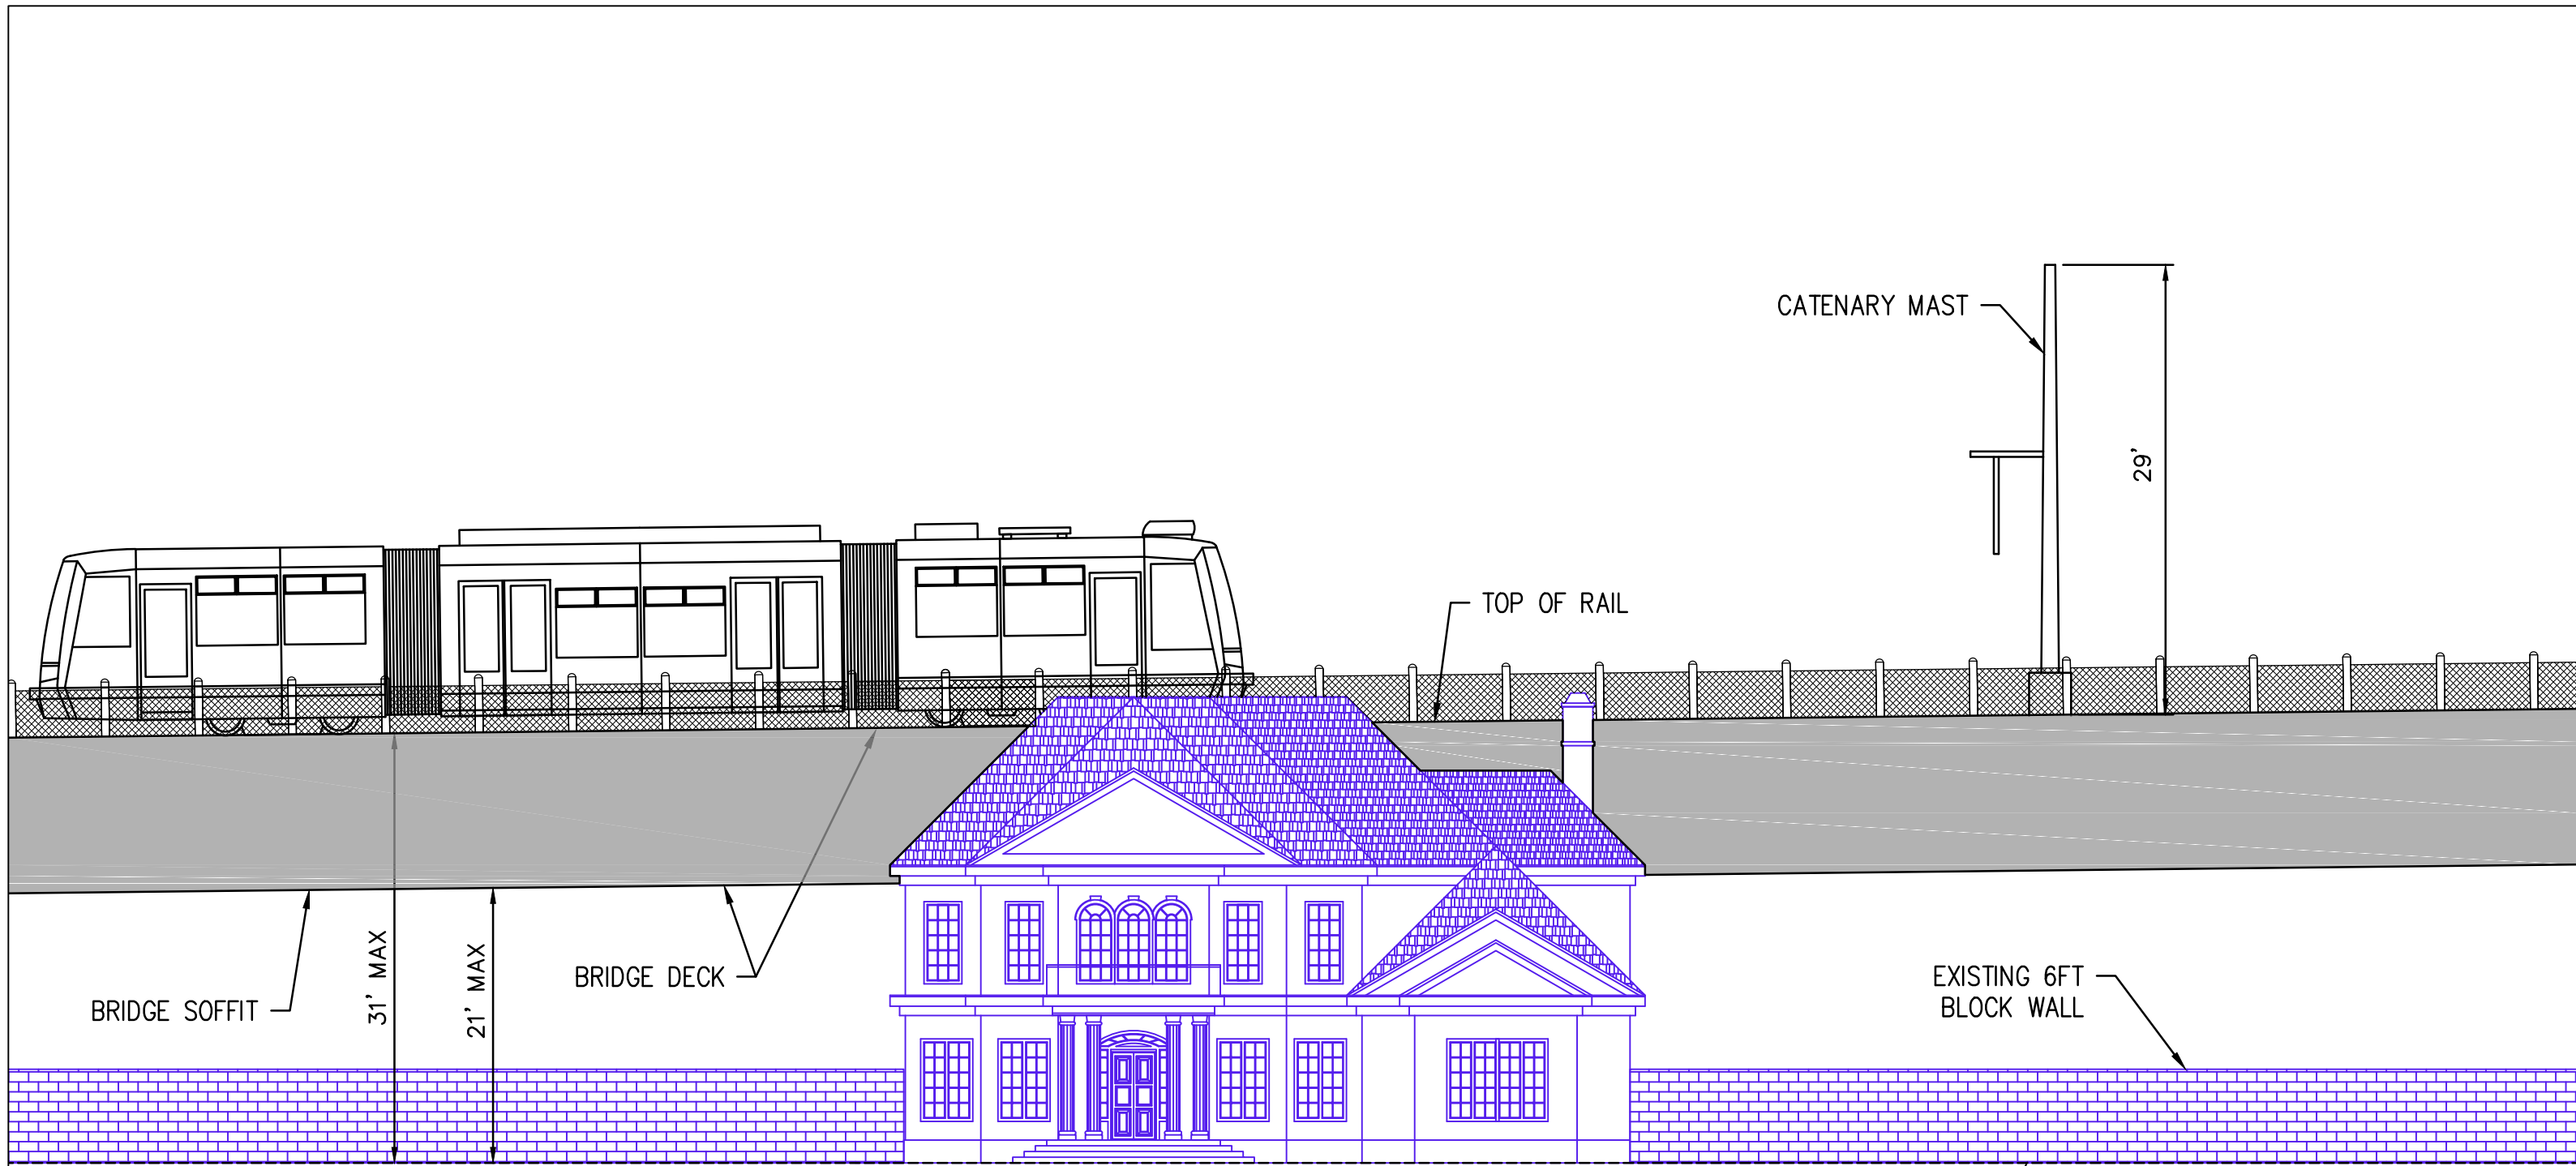 CATENARY MAST
29'
TOP OF RAIL
BRIDGE SOFFIT
31' MAX
21' MAX
BRIDGE DECK
EXISTING 6FT
BLOCK WALL